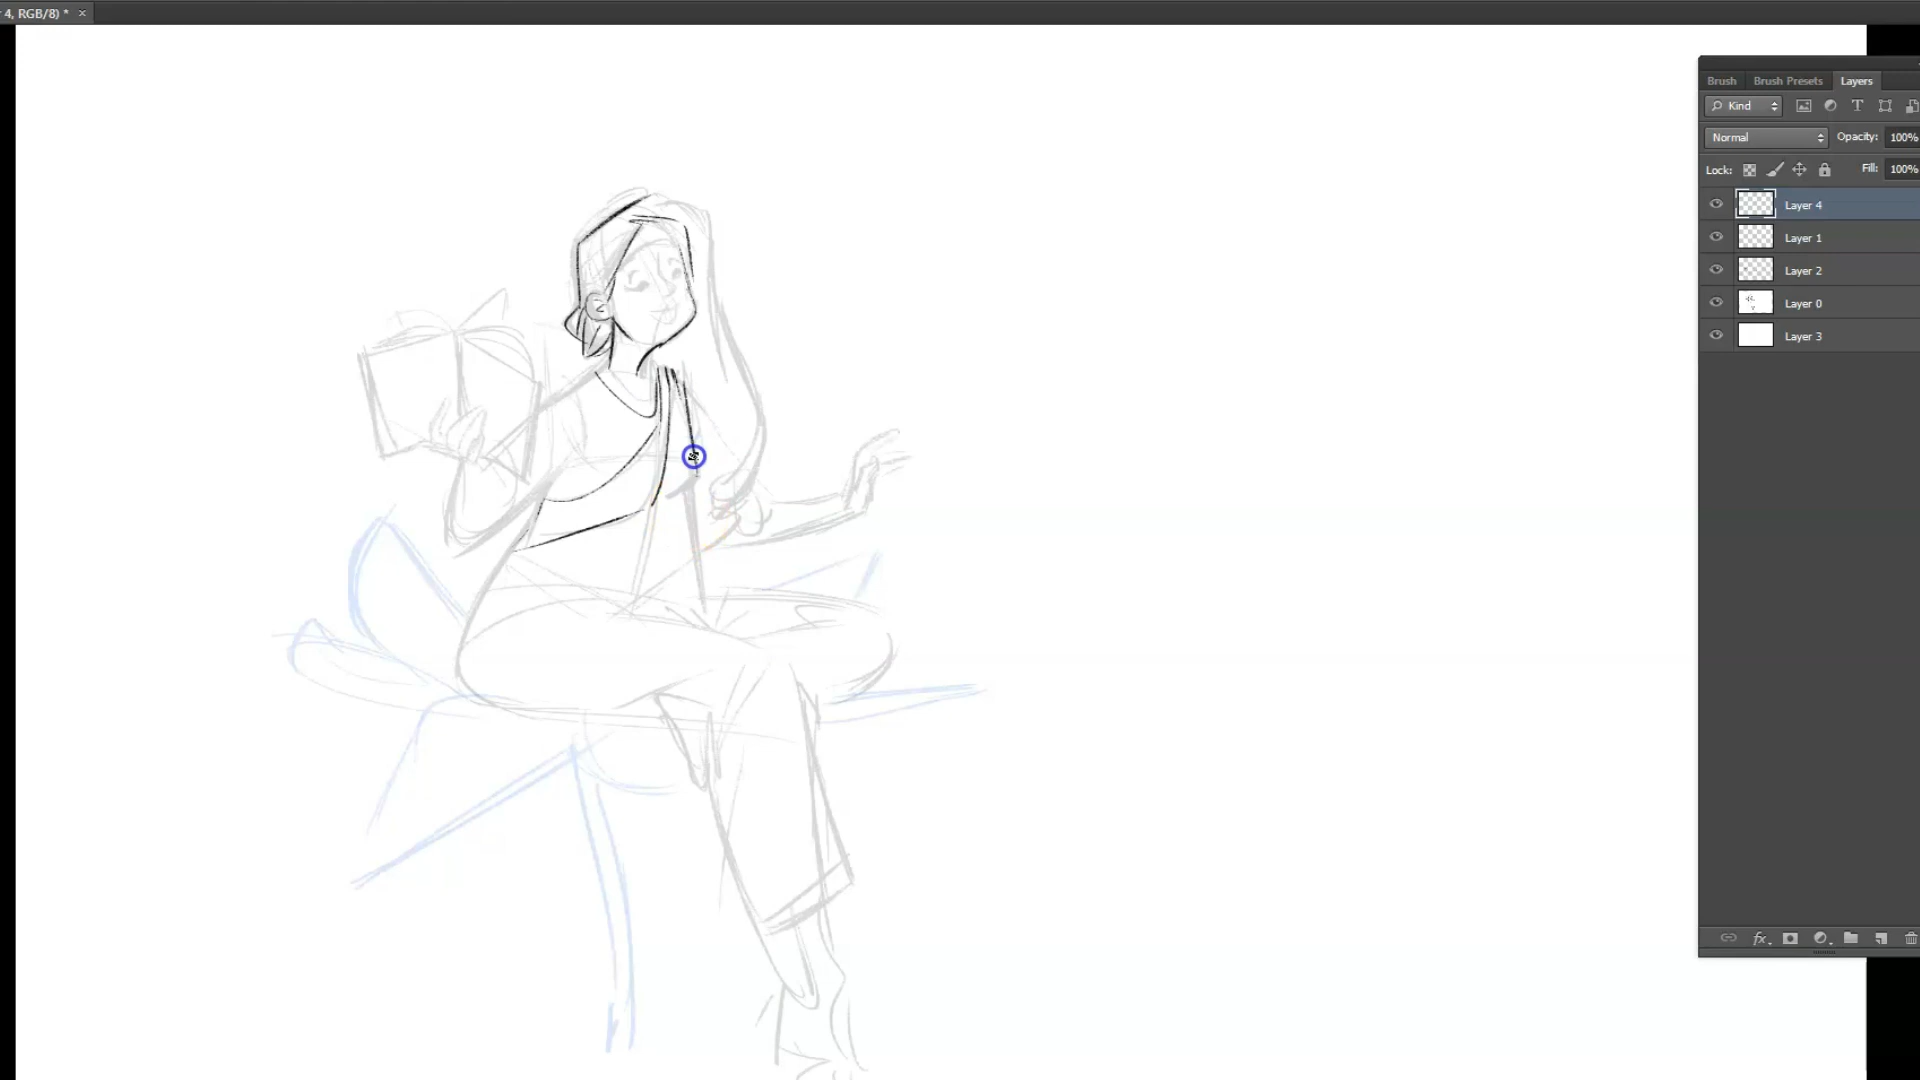 4, RGB/8) * ×
Brush Brush Presets Layers
Kind
Normal Opacity: 100%
Lock: Fill: 100%
Layer 4
Layer 1
Layer 2
Layer 0
Layer 3
fx